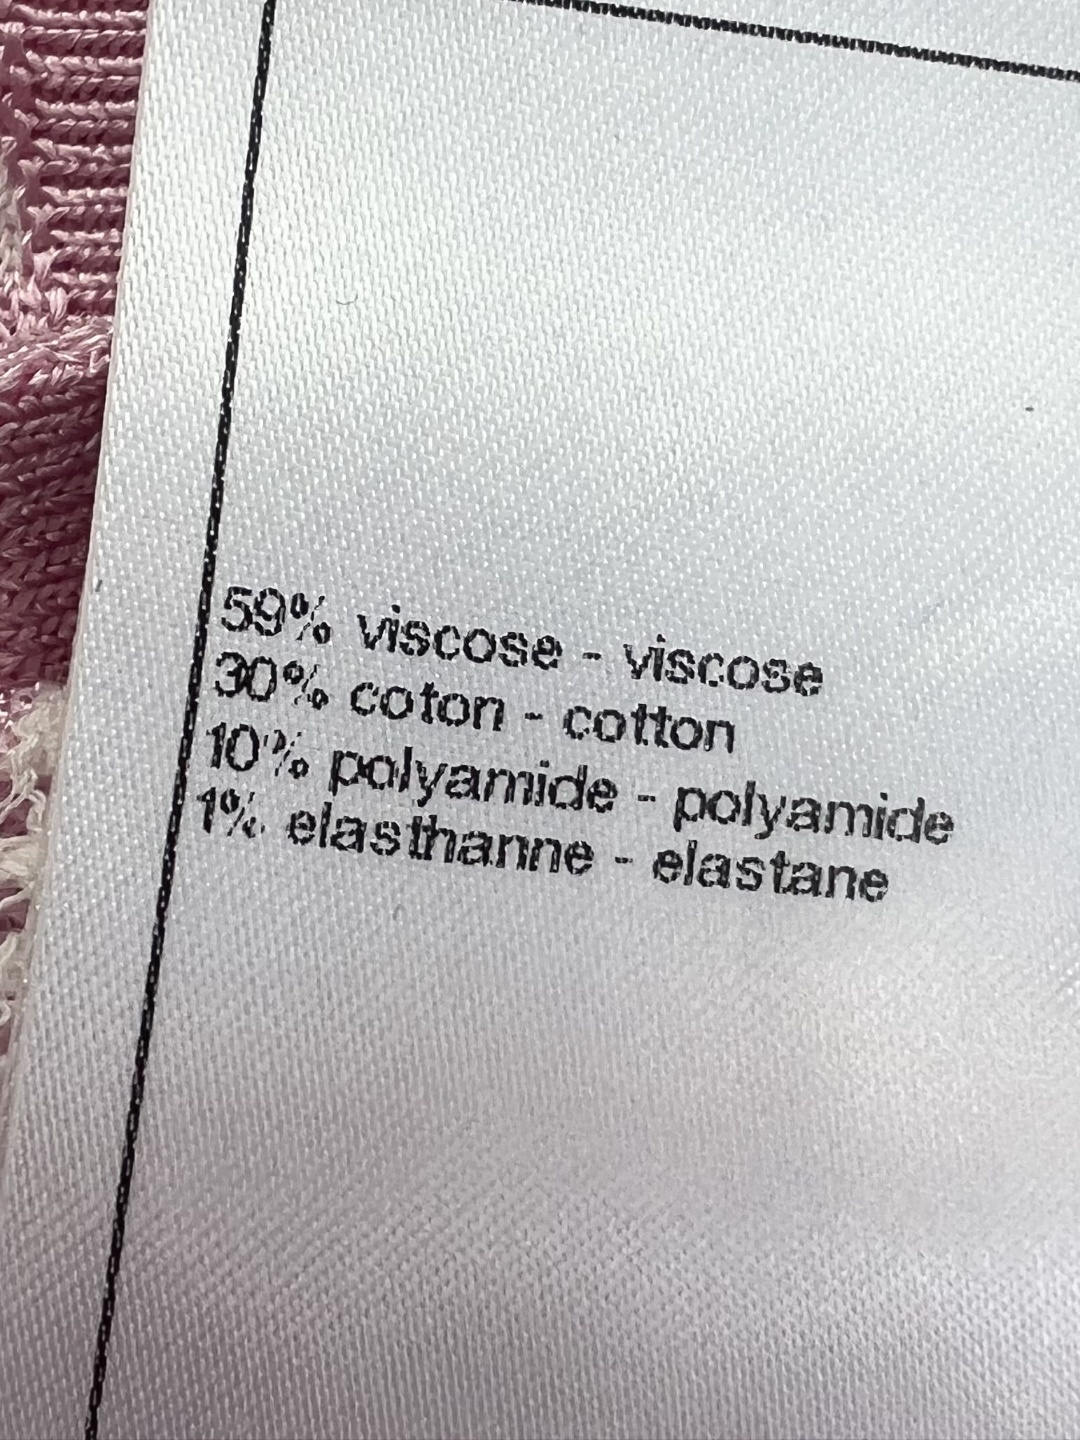 59% viscose - viscose
30% coton - cotton
10% polyamide - polyamide
1% elasthanne - elastane